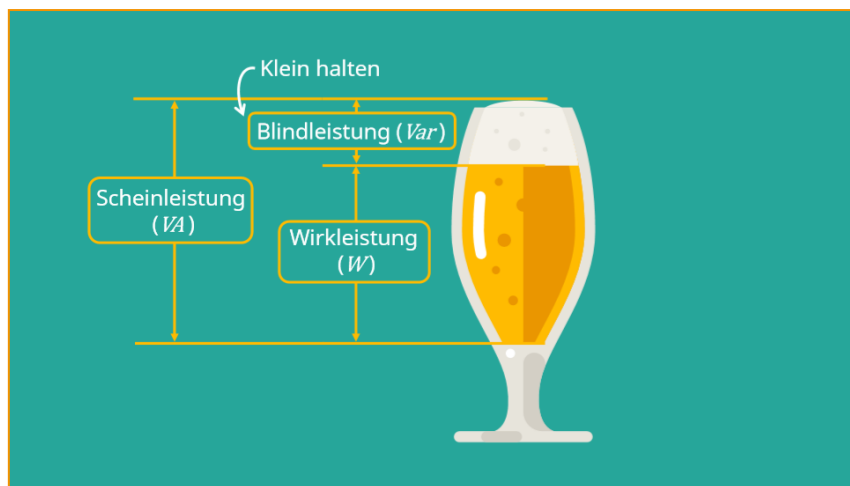 Klein halten
Blindleistung (Var)
Scheinleistung
(VA)
Wirkleistung
(W)